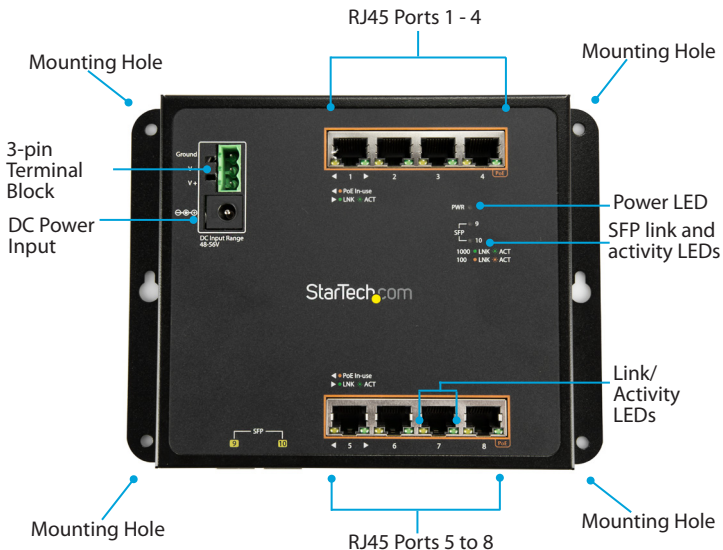 RJ45 Ports 1 - 4
Mounting Hole
Mounting Hole
3-pin
Terminal
Block
DC Power
Input
Ground
V-
V+
DC Input Range
48-56V
1 2 3 4
PoE
◀ PoE In-use
▶ LNK ACT
PWR
SFP
9
10
1000 LNK ACT
100 LNK ACT
Power LED
SFP link and
activity LEDs
StarTech.com
◀ PoE In-use
▶ LNK ACT
Link/
Activity
LEDs
SFP
9 10
◀ 5 ▶ 6 7 8
PoE
Mounting Hole
RJ45 Ports 5 to 8
Mounting Hole